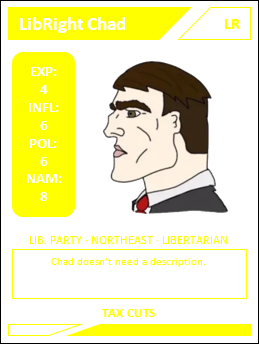 LibRight Chad
LR
EXP:
4
INFL:
6
POL:
6
NAM:
8
LIB. PARTY - NORTHEAST - LIBERTARIAN
Chad doesn't need a description.
TAX CUTS